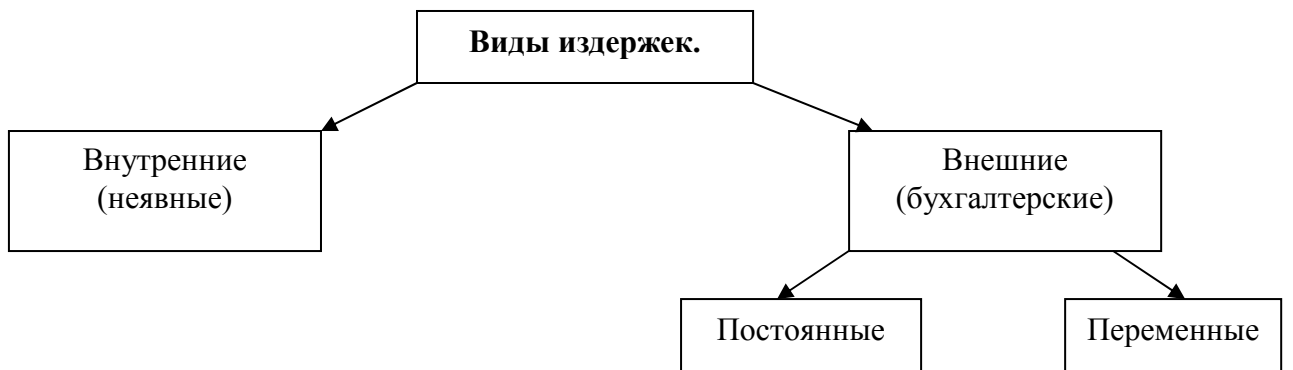 Виды издержек.
Внутренние
(неявные)
Внешние
(бухгалтерские)
Постоянные
Переменные